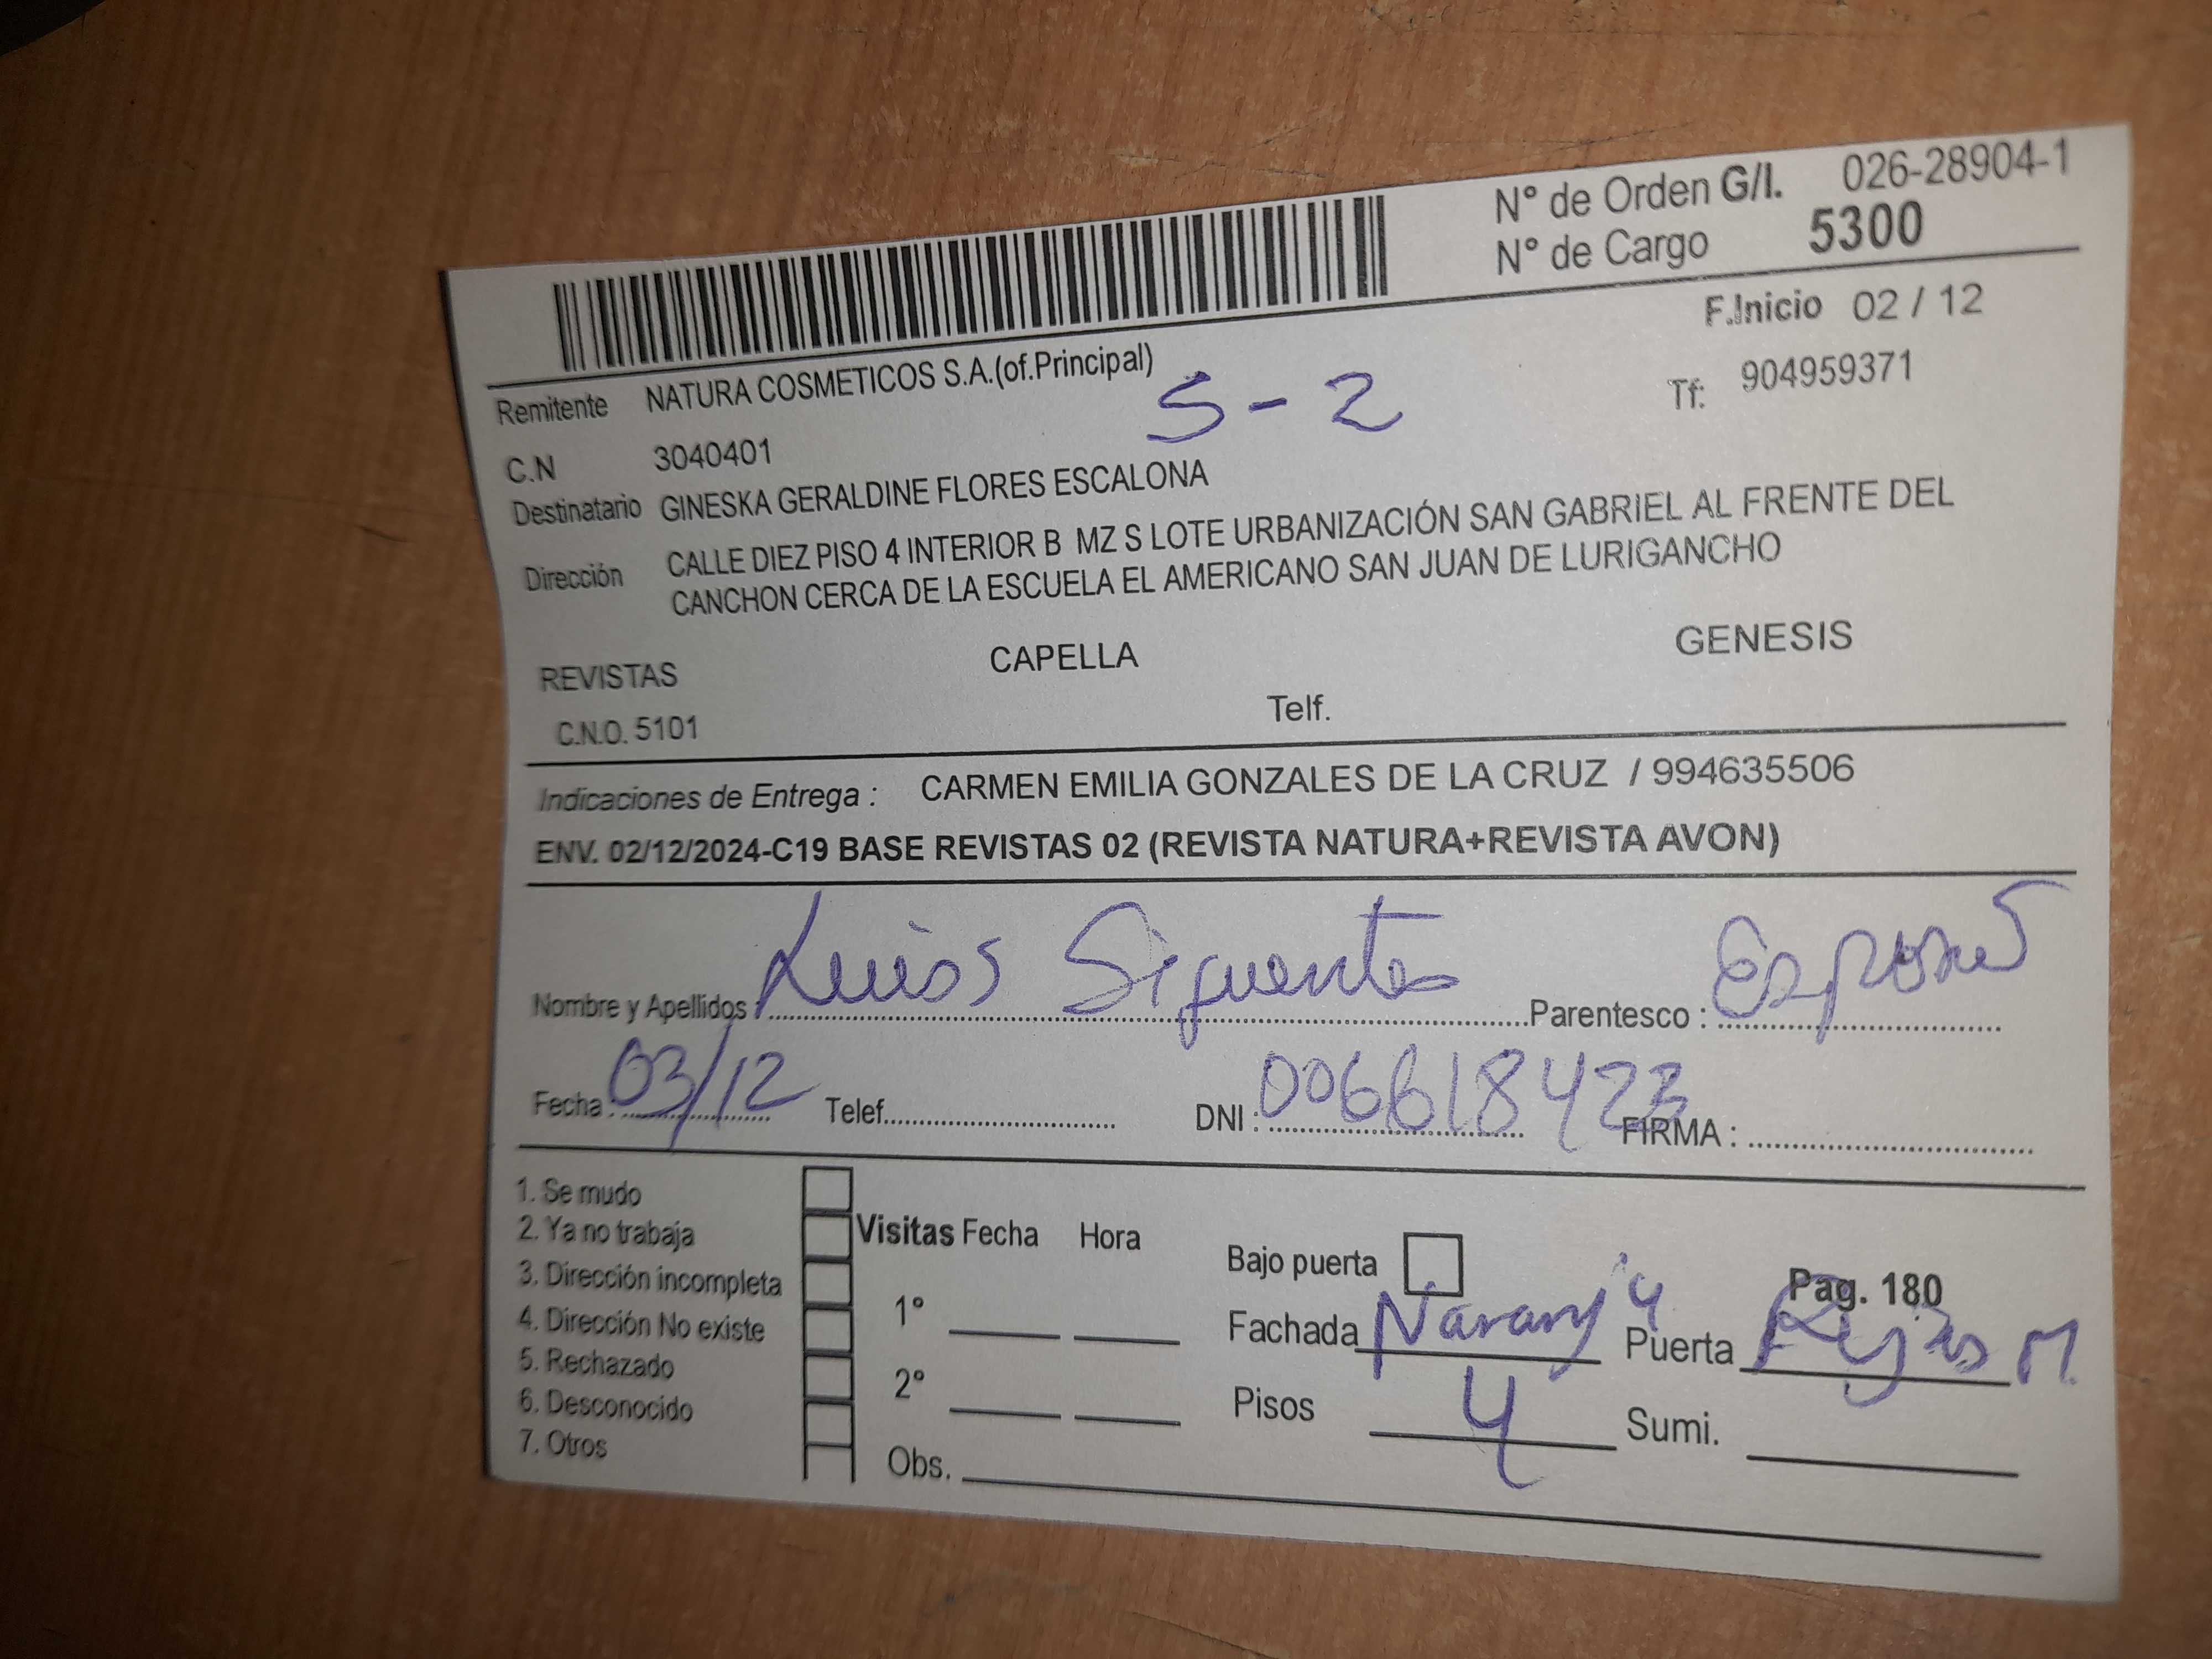 N° de Orden G/I. 026-28904-1
N° de Cargo 5300
F.Inicio 02 / 12
Remitente NATURA COSMETICOS S.A.(of.Principal)
S-2
Tf: 904959371
C.N 3040401
Destinatario GINESKA GERALDINE FLORES ESCALONA
Dirección CALLE DIEZ PISO 4 INTERIOR B MZ S LOTE URBANIZACIÓN SAN GABRIEL AL FRENTE DEL
CANCHON CERCA DE LA ESCUELA EL AMERICANO SAN JUAN DE LURIGANCHO
REVISTAS CAPELLA GENESIS
C.N.O. 5101 Telf.
Indicaciones de Entrega : CARMEN EMILIA GONZALES DE LA CRUZ / 994635506
ENV. 02/12/2024-C19 BASE REVISTAS 02 (REVISTA NATURA+REVISTA AVON)
Nombre y Apellidos : Parentesco :
Fecha : 03/12 Telef. DNI : 006618423 FIRMA :
1. Se mudo
2. Ya no trabaja
3. Dirección incompleta
4. Dirección No existe
5. Rechazado
6. Desconocido
7. Otros
Visitas Fecha Hora
1°
2°
Obs.
Bajo puerta
Pag. 180
Fachada Puerta
Pisos 4 Sumi.